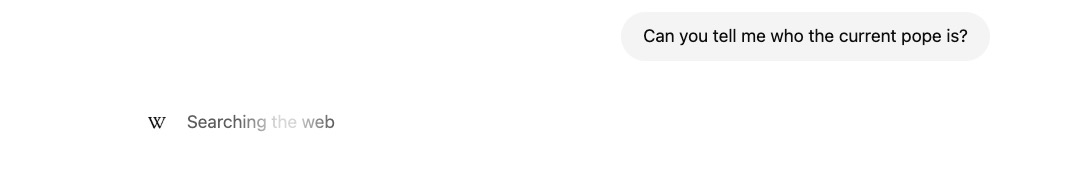 Can you tell me who the current pope is?
W Searching the web